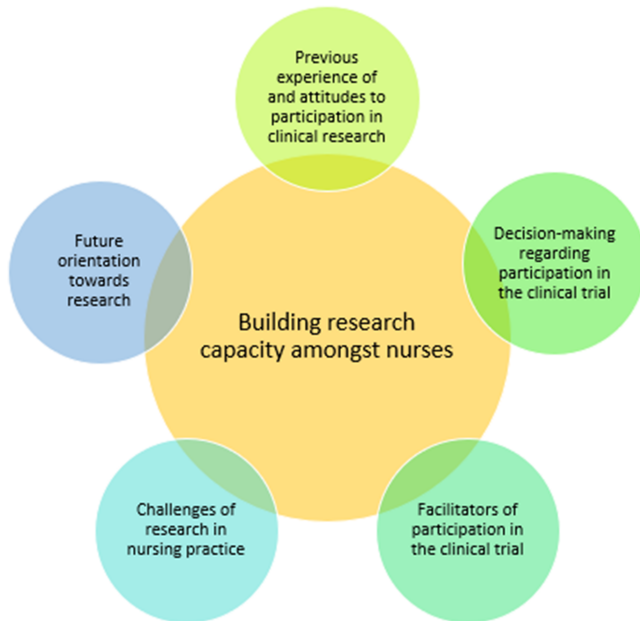 Previous
experience of
and attitudes to
participation in
clinical research
Decision-making
regarding
participation in
the clinical trial
Facilitators of
participation in
the clinical trial
Challenges of
research in
nursing practice
Future
orientation
towards
research
Building research
capacity amongst nurses